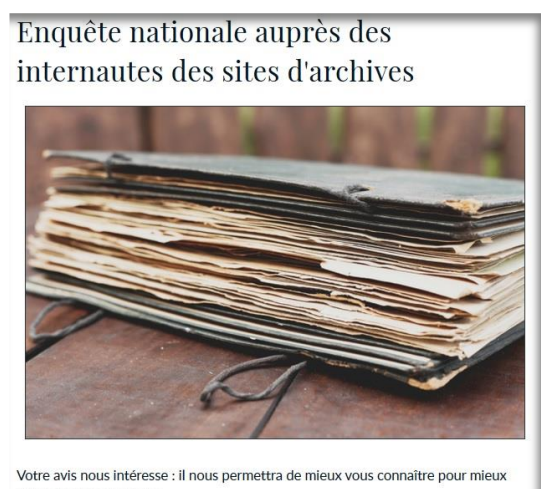 Enquête nationale auprès des
internautes des sites d'archives
Votre avis nous intéresse : il nous permettra de mieux vous connaître pour mieux